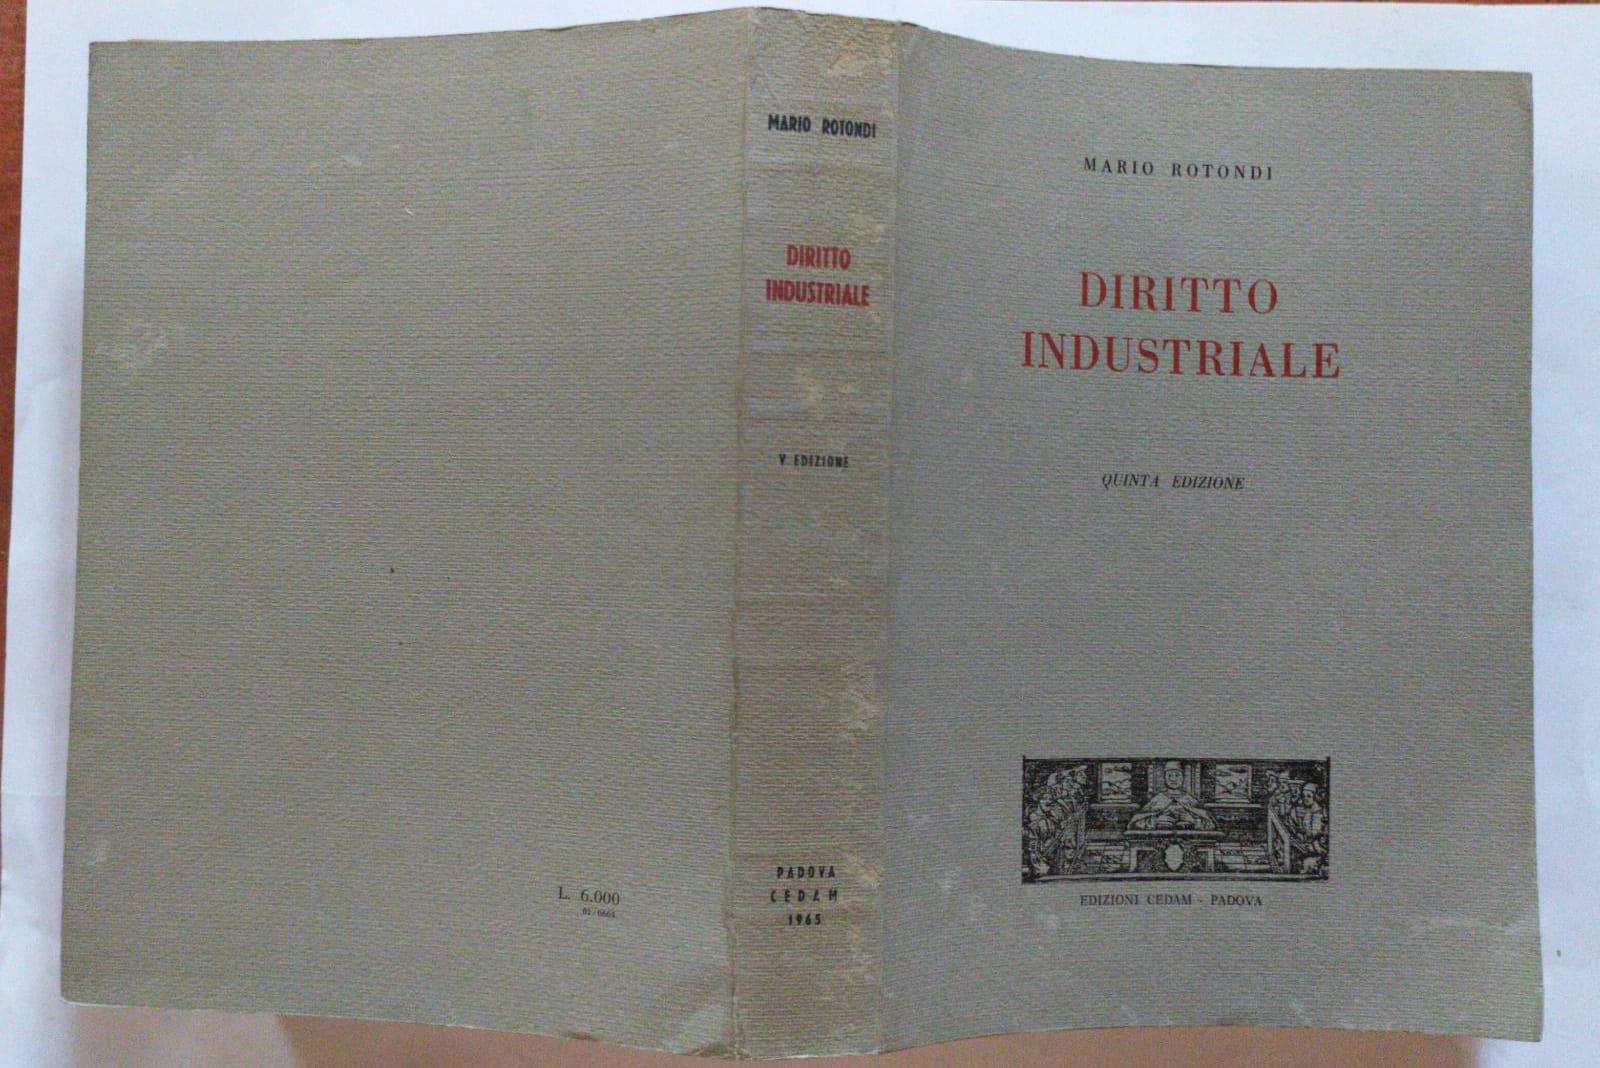 MARIO ROTONDI
DIRITTO
INDUSTRIALE
QUINTA EDIZIONE
EDIZIONI CEDAM - PADOVA
MARIO ROTONDI
DIRITTO
INDUSTRIALE
V EDIZIONE
PADOVA
CEDAM
1965
L. 6.000